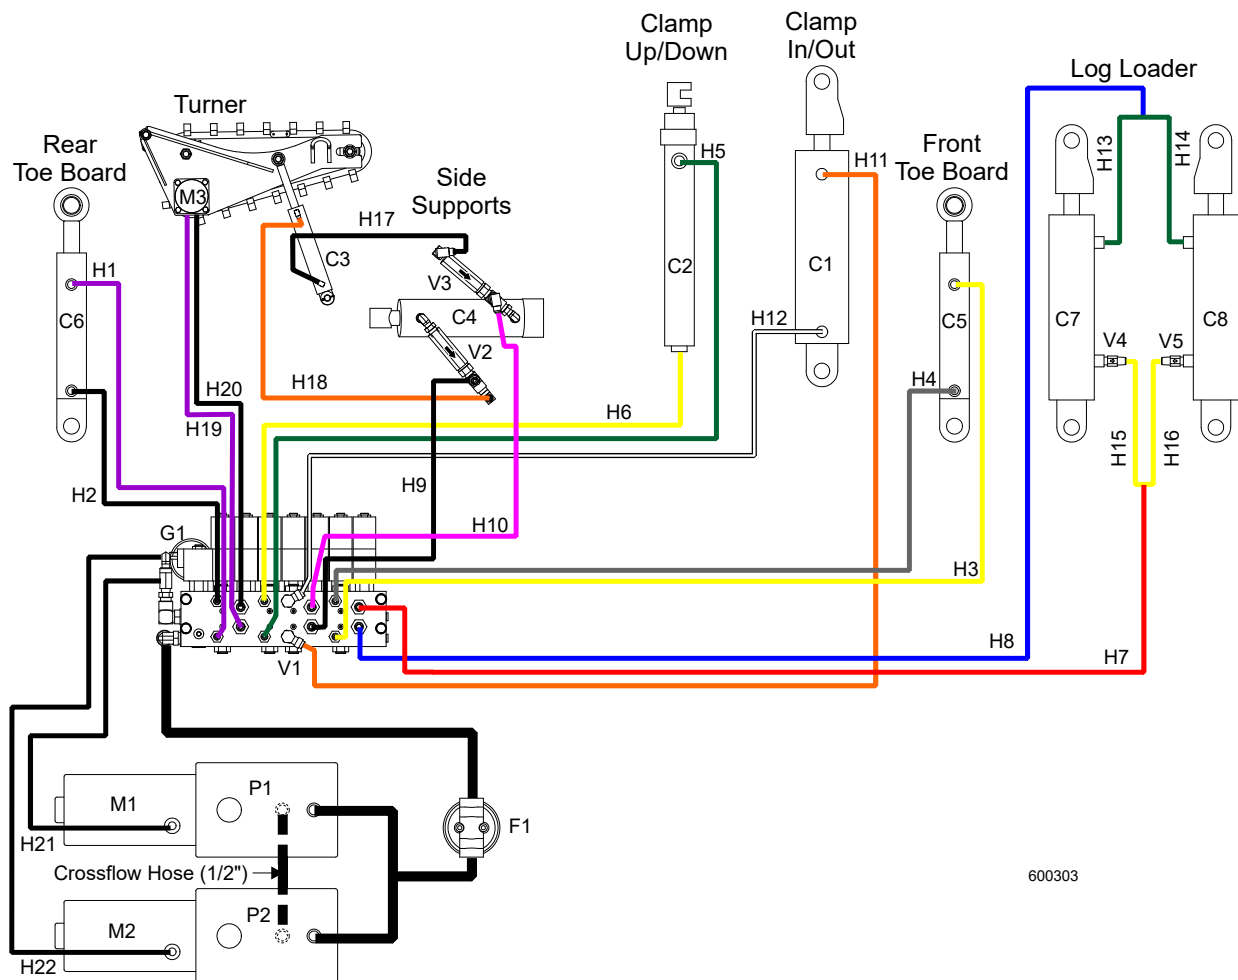 Clamp
Up/Down
Clamp
In/Out
Log Loader
Turner
Rear
Toe Board
Side
Supports
Front
Toe Board
M3
H1
C6
H2
H20
H19
H17
C3
V3
C4
V2
H18
H5
C2
H6
H11
C1
H12
H13
H14
C5
C7
C8
V4
V5
H4
H15
H16
H9
H10
G1
H3
V1
H8
H7
P1
M1
H21
F1
Crossflow Hose (1/2")
P2
M2
H22
600303